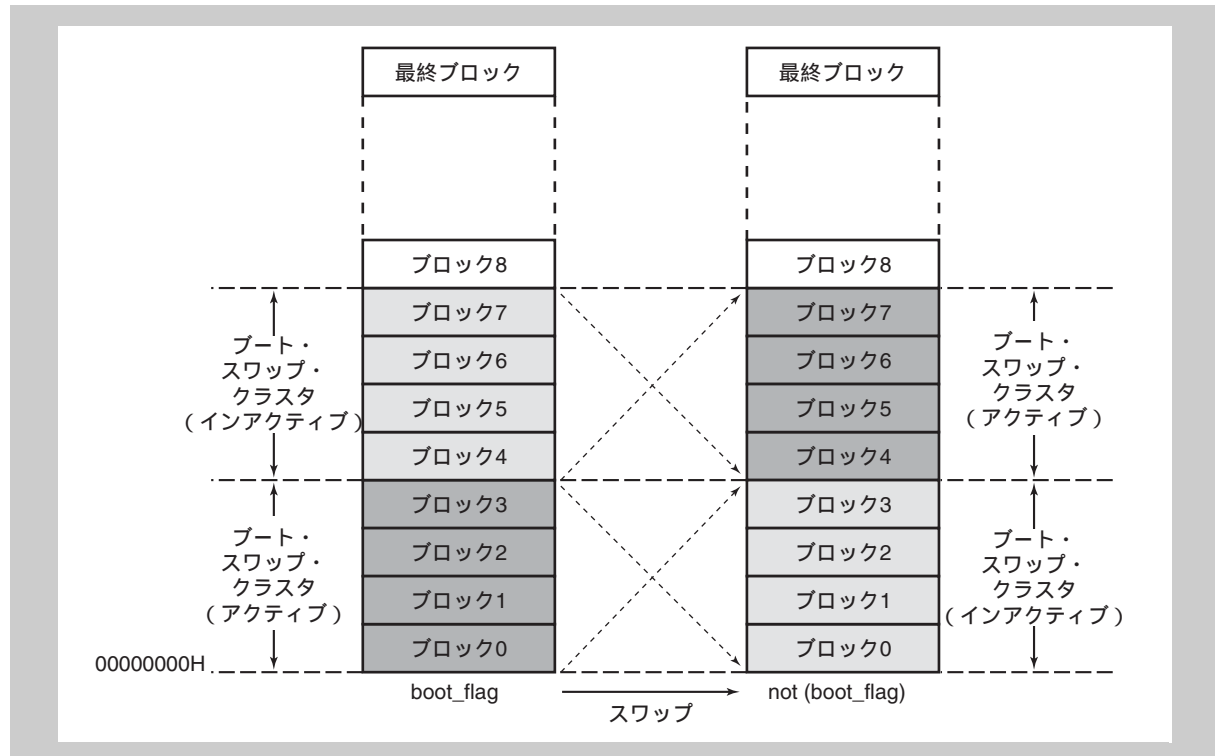 最終ブロック
最終ブロック
ブロック8
ブロック7
ブロック6
ブロック5
ブロック4
ブロック3
ブロック2
ブロック1
ブロック0
ブロック8
ブロック7
ブロック6
ブロック5
ブロック4
ブロック3
ブロック2
ブロック1
ブロック0
ブート・
スワップ・
クラスタ
(インアクティブ)
ブート・
スワップ・
クラスタ
(アクティブ)
ブート・
スワップ・
クラスタ
(アクティブ)
ブート・
スワップ・
クラスタ
(インアクティブ)
00000000H
boot_flag
スワップ
not (boot_flag)